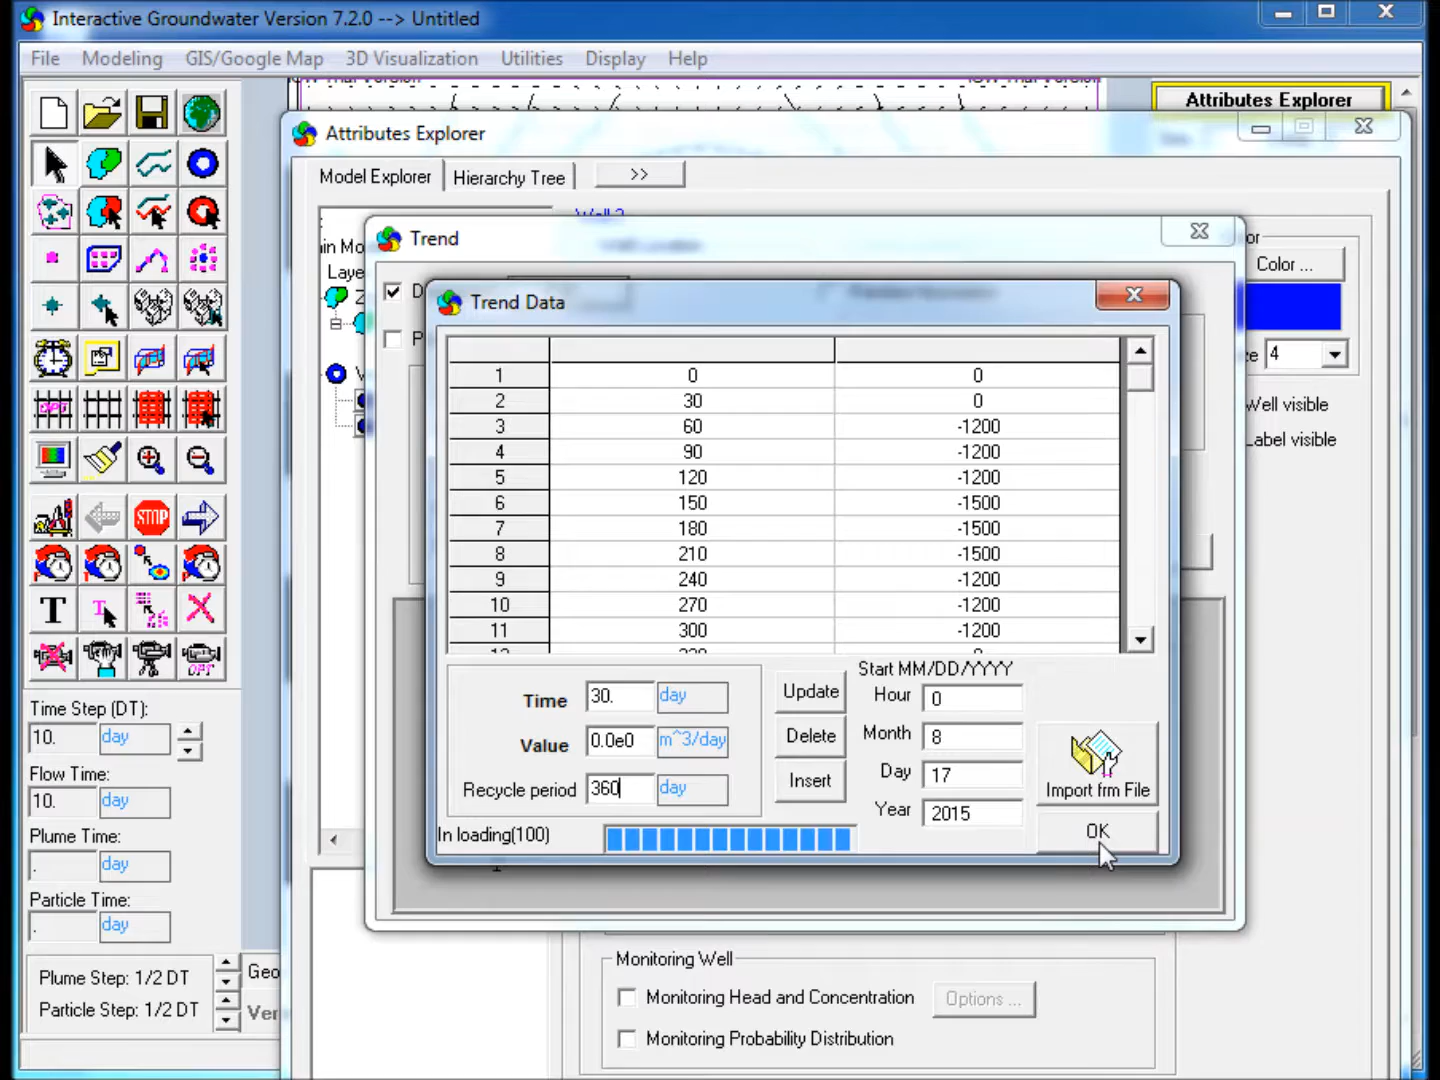 Interactive Groundwater Version 7.2.0 --> Untitled
File Modeling GIS/Google Map 3D Visualization Utilities Display Help
Attributes Explorer
Attributes Explorer
Model Explorer Hierarchy Tree >>
Well 2
Trend
Color ...
Trend Data
1 0 0
2 30 0
3 60 -1200
4 90 -1200
5 120 -1200
6 150 -1500
7 180 -1500
8 210 -1500
9 240 -1200
10 270 -1200
11 300 -1200
4
Well visible
Label visible
Start MM/DD/YYYY
Time 30. day
Value 0.0e0 m^3/day
Recycle period 360 day
Update
Delete
Insert
Hour 0
Month 8
Day 17
Year 2015
Import frm File
OK
In loading(100)
STOP
T
OPT
Time Step (DT):
10. day
Flow Time:
10. day
Plume Time:
. day
Particle Time:
. day
Plume Step: 1/2 DT
Particle Step: 1/2 DT
Geo
Ver
Monitoring Well
Monitoring Head and Concentration Options ...
Monitoring Probability Distribution